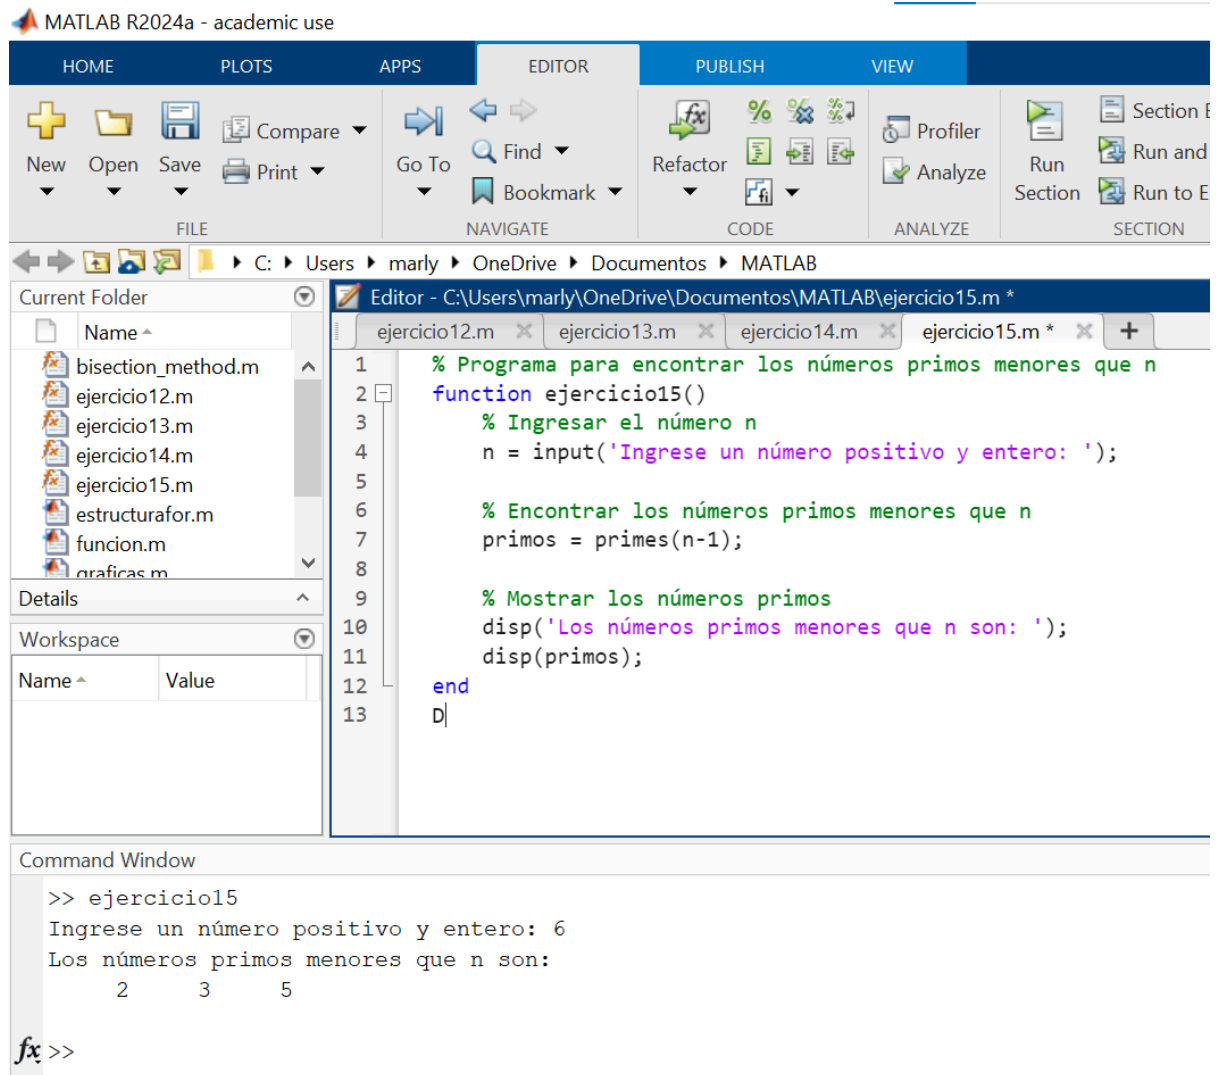 MATLAB R2024a - academic use
HOME PLOTS APPS EDITOR PUBLISH VIEW
New Open Save Compare Print
FILE
Go To Find Bookmark
NAVIGATE
Refactor
CODE
Profiler
Analyze
ANALYZE
Run Section
Section
Run and
Run to E
SECTION
C: Users marly OneDrive Documentos MATLAB
Current Folder
Name
bisection_method.m
ejercicio12.m
ejercicio13.m
ejercicio14.m
ejercicio15.m
estructurafor.m
funcion.m
graficas.m
Details
Workspace
Name Value
Editor - C:\Users\marly\OneDrive\Documentos\MATLAB\ejercicio15.m *
ejercicio12.m ejercicio13.m ejercicio14.m ejercicio15.m *
1 % Programa para encontrar los números primos menores que n
2 function ejercicio15()
3 % Ingresar el número n
4 n = input('Ingrese un número positivo y entero: ');
5
6 % Encontrar los números primos menores que n
7 primos = primes(n-1);
8
9 % Mostrar los números primos
10 disp('Los números primos menores que n son: ');
11 disp(primos);
12 end
13 D
Command Window
>> ejercicio15
Ingrese un número positivo y entero: 6
Los números primos menores que n son:
2 3 5
fx >>